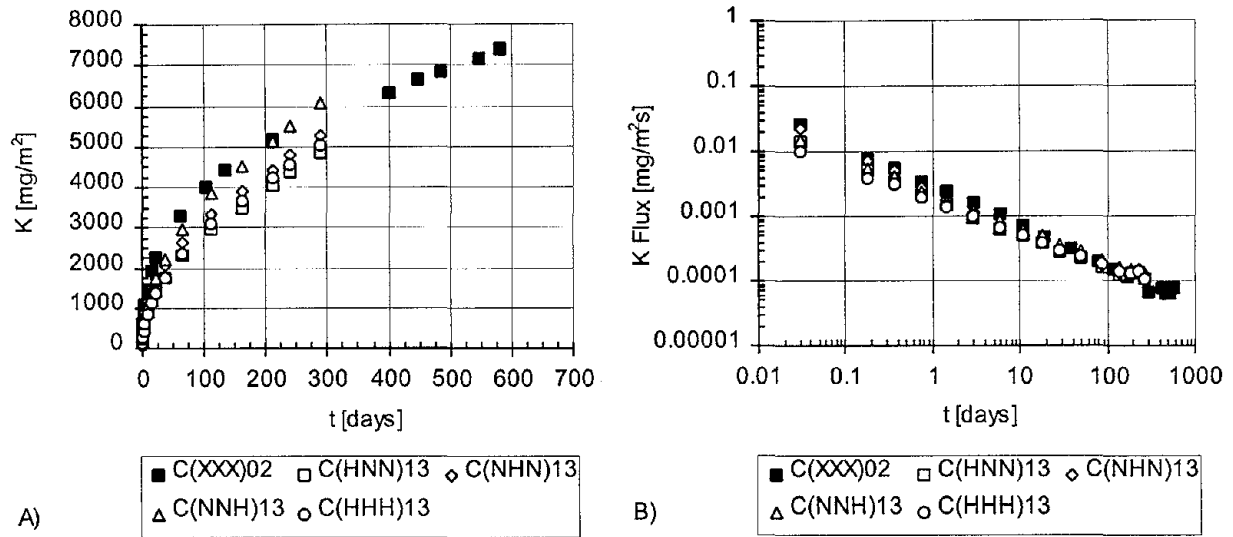 8000
7000
6000
5000
4000
3000
2000
1000
0
K [mg/m²]
0 100 200 300 400 500 600 700
t [days]
■ C(XXX)02 □ C(HNN)13 ◇ C(NHN)13
△ C(NNH)13 ○ C(HHH)13
A)
1
0.1
0.01
0.001
0.0001
0.00001
K Flux [mg/m²s]
0.01 0.1 1 10 100 1000
t [days]
■ C(XXX)02 □ C(HNN)13 ◇ C(NHN)13
△ C(NNH)13 ○ C(HHH)13
B)